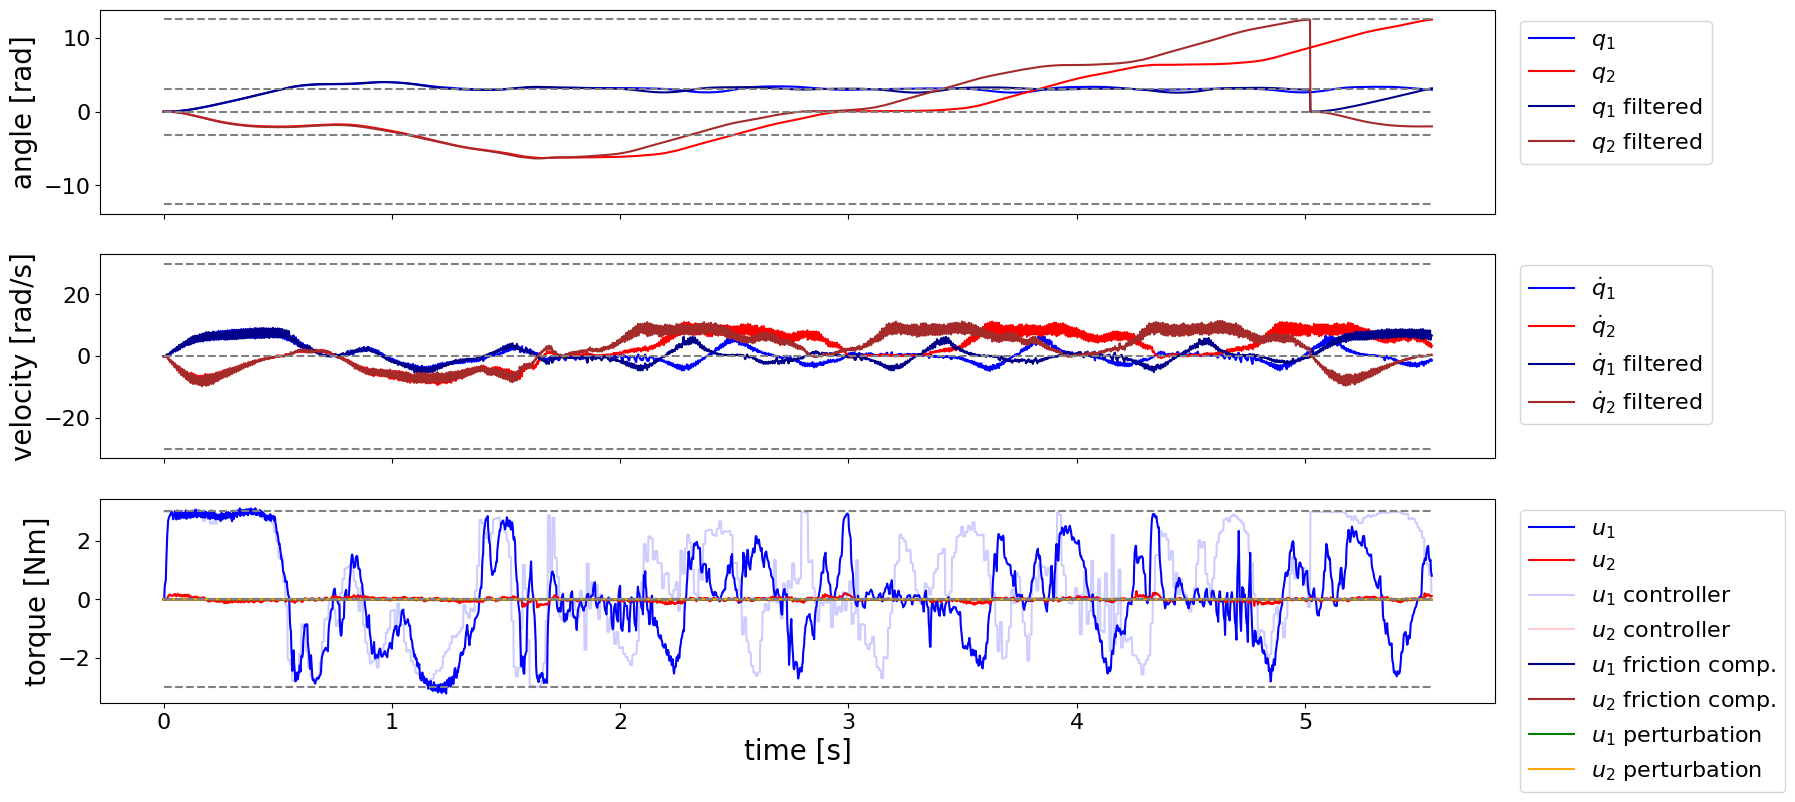 angle [rad]
10
0
−10
q₁
q₂
q₁ filtered
q₂ filtered
velocity [rad/s]
20
0
−20
q̇₁
q̇₂
q̇₁ filtered
q̇₂ filtered
torque [Nm]
2
0
−2
0 1 2 3 4 5
time [s]
u₁
u₂
u₁ controller
u₂ controller
u₁ friction comp.
u₂ friction comp.
u₁ perturbation
u₂ perturbation